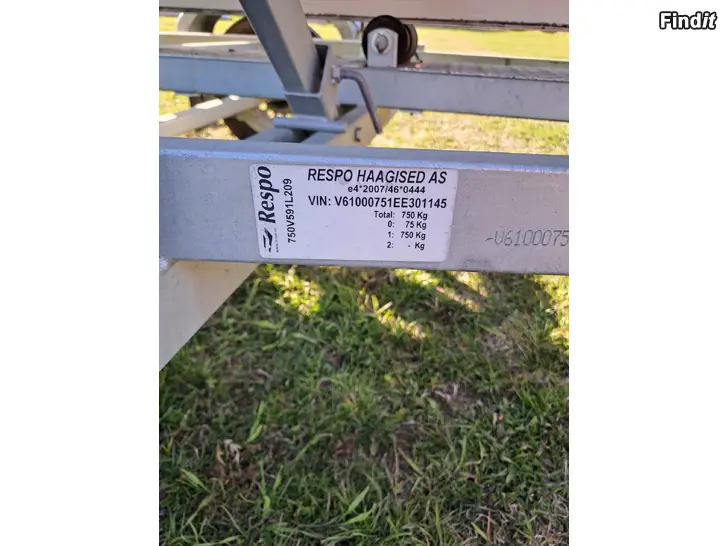 Findit
Respo
750V591L209
RESPO HAAGISED AS
e4*2007/46*0444
VIN: V61000751EE301145
Total: 750 Kg
0: 75 Kg
1: 750 Kg
2: - Kg
-V6100075